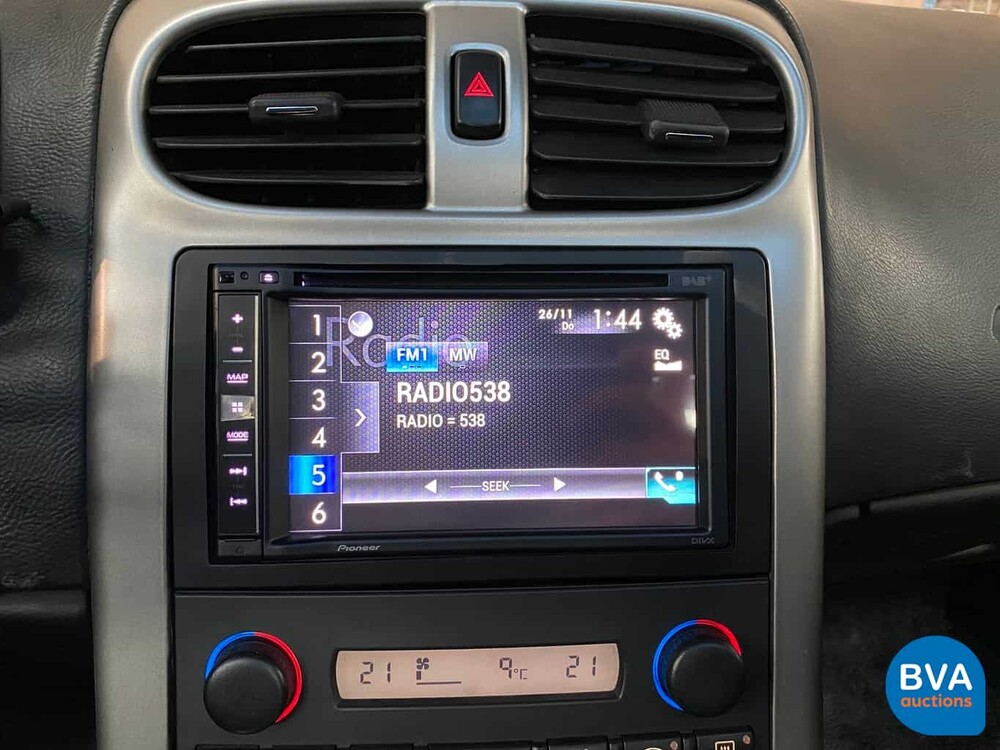 DAB+
26/11
Do
1:44
Radio
1
2
3
4
5
6
FM1 MW
EQ
RADIO538
RADIO = 538
SEEK
MAP
MODE
Pioneer
DIVX
21 9°C 21
BVA
auctions